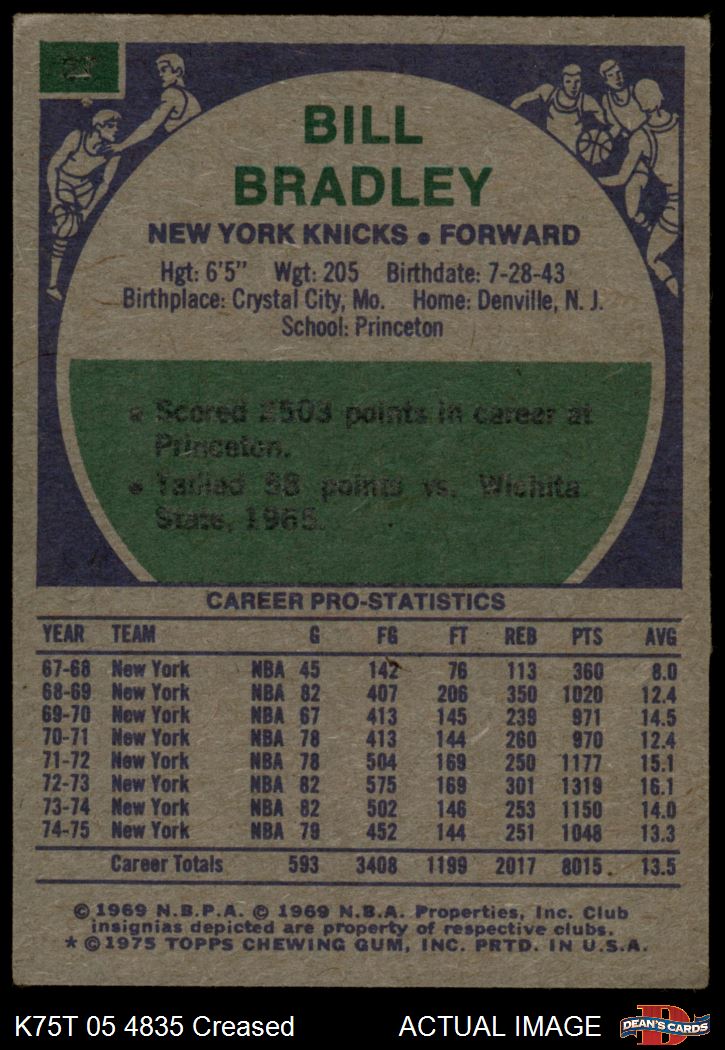 BILL
BRADLEY
NEW YORK KNICKS • FORWARD
Hgt: 6'5" Wgt: 205 Birthdate: 7-28-43
Birthplace: Crystal City, Mo. Home: Denville, N. J.
School: Princeton
• Scored 2503 points in career at
Princeton.
• Tallied 58 points vs. Wichita
State, 1965.
CAREER PRO-STATISTICS
YEAR TEAM G FG FT REB PTS AVG
67-68 New York NBA 45 142 76 113 360 8.0
68-69 New York NBA 82 407 206 350 1020 12.4
69-70 New York NBA 67 413 145 239 971 14.5
70-71 New York NBA 78 413 144 260 970 12.4
71-72 New York NBA 78 504 169 250 1177 15.1
72-73 New York NBA 82 575 169 301 1319 16.1
73-74 New York NBA 82 502 146 253 1150 14.0
74-75 New York NBA 79 452 144 251 1048 13.3
Career Totals 593 3408 1199 2017 8015 13.5
© 1969 N.B.P.A. © 1969 N.B.A. Properties, Inc. Club
insignias depicted are property of respective clubs.
* © 1975 TOPPS CHEWING GUM, INC. PRTD. IN U.S.A.
K75T 05 4835 Creased ACTUAL IMAGE
D
DEAN'S CARDS